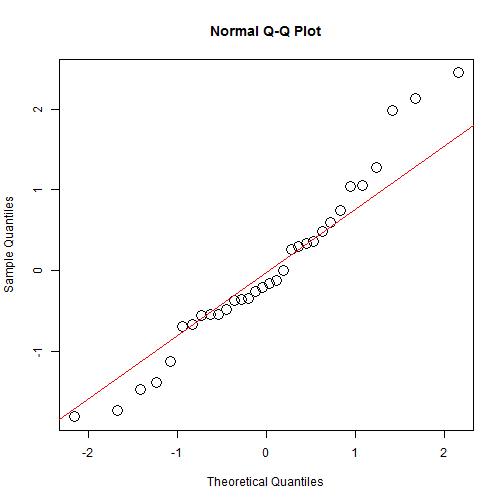 Normal Q-Q Plot
Sample Quantiles
2
1
0
-1
-2 -1 0 1 2
Theoretical Quantiles